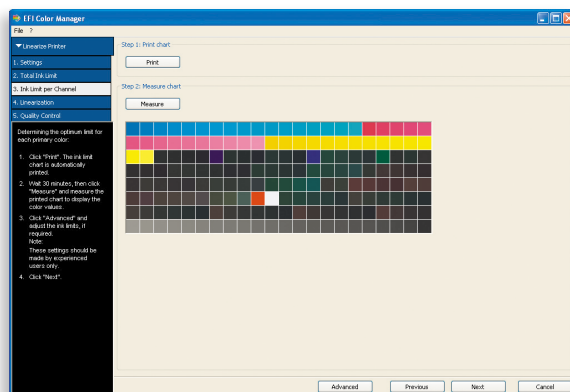 EFI Color Manager
File ?
Linearize Printer
1. Settings
2. Total Ink Limit
3. Ink Limit per Channel
4. Linearization
5. Quality Control
Determining the optimum limit for
each primary color:
1. Click "Print". The ink limit
chart is automatically
printed.
2. Wait 30 minutes, then click
"Measure" and measure the
printed chart to display the
color values.
3. Click "Advanced" and
adjust the ink limits, if
required.
Note:
These settings should be
made by experienced
users only.
4. Click "Next".
Step 1: Print chart
Print
Step 2: Measure chart
Measure
Advanced
Previous
Next
Cancel